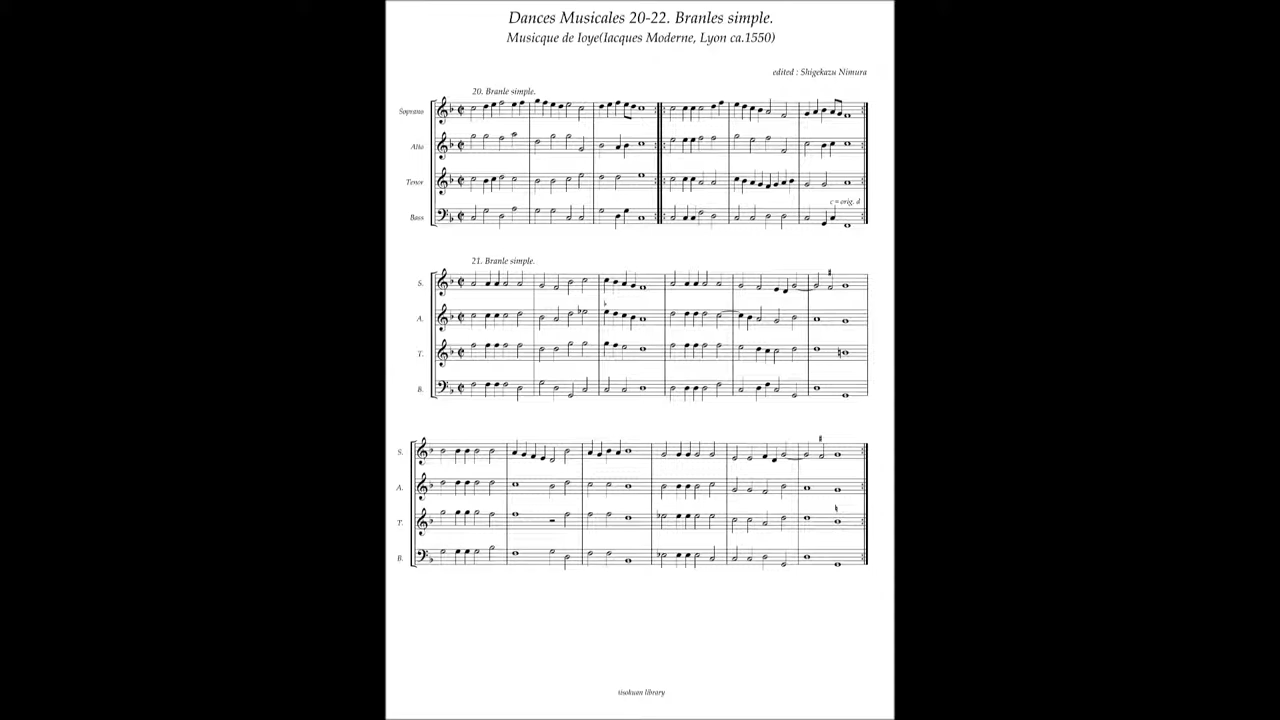 Dances Musicales 20-22. Branles simple.
Musicque de Ioye(Iacques Moderne, Lyon ca.1550)
edited : Shigekazu Nimura
20. Branle simple.
Soprano
Alto
Tenor
c = orig. d
Bass
21. Branle simple.
S.
A.
T.
B.
S.
A.
T.
B.
tisokuon library